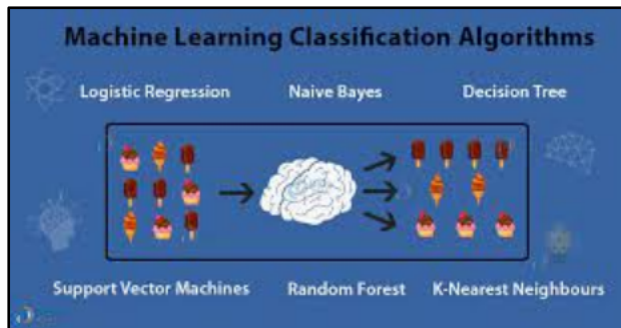 Machine Learning Classification Algorithms
Logistic Regression Naive Bayes Decision Tree
Support Vector Machines Random Forest K-Nearest Neighbours